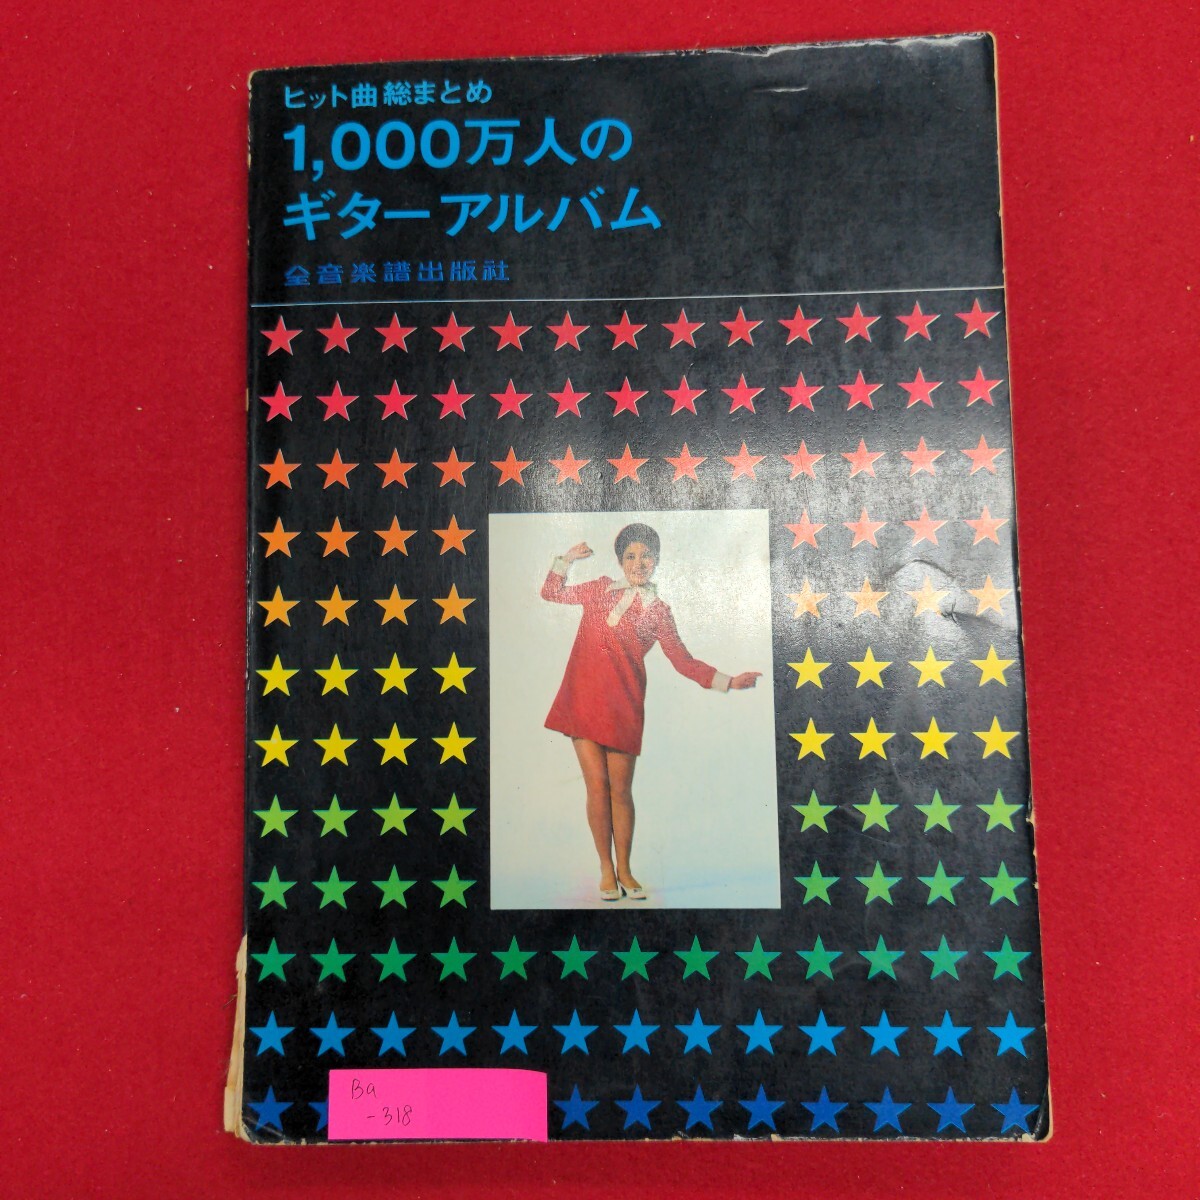 ヒット曲総まとめ
1,000万人の
ギターアルバム
全音楽譜出版社
Ba
-318